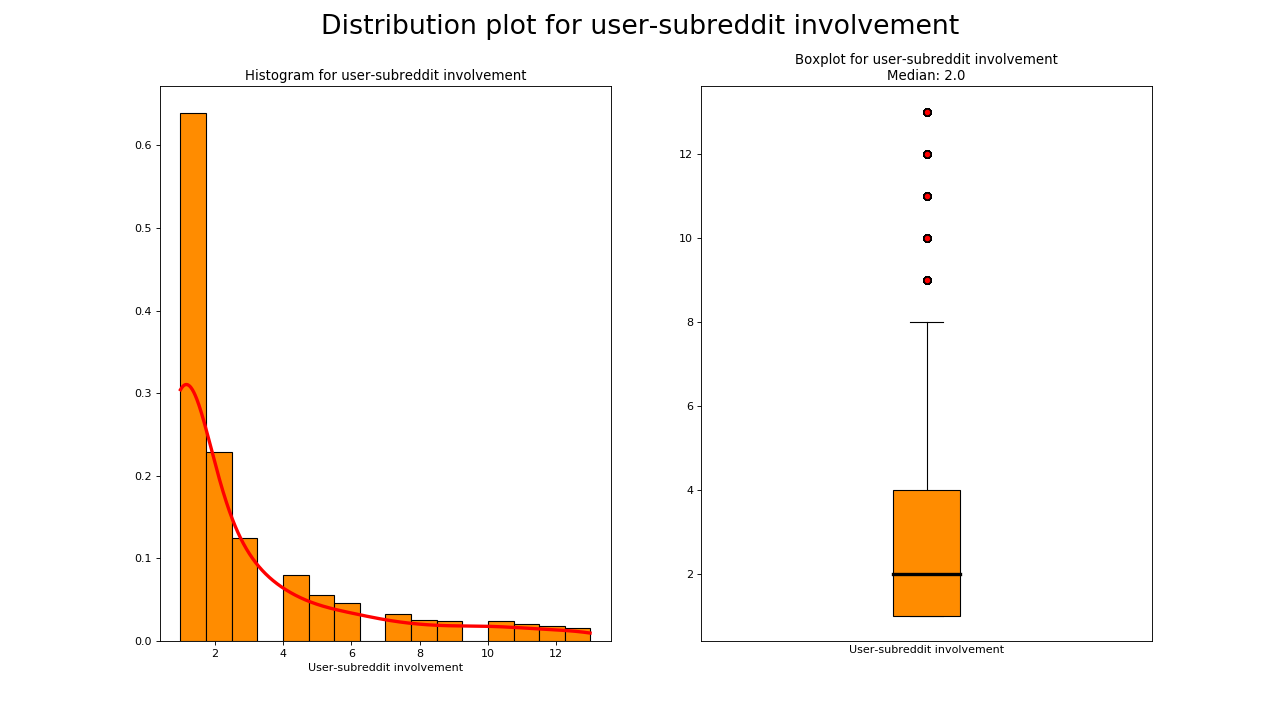 Distribution plot for user-subreddit involvement
Histogram for user-subreddit involvement
0.6
0.5
0.4
0.3
0.2
0.1
0.0
2 4 6 8 10 12
User-subreddit involvement
Boxplot for user-subreddit involvement
Median: 2.0
12
10
8
6
4
2
User-subreddit involvement